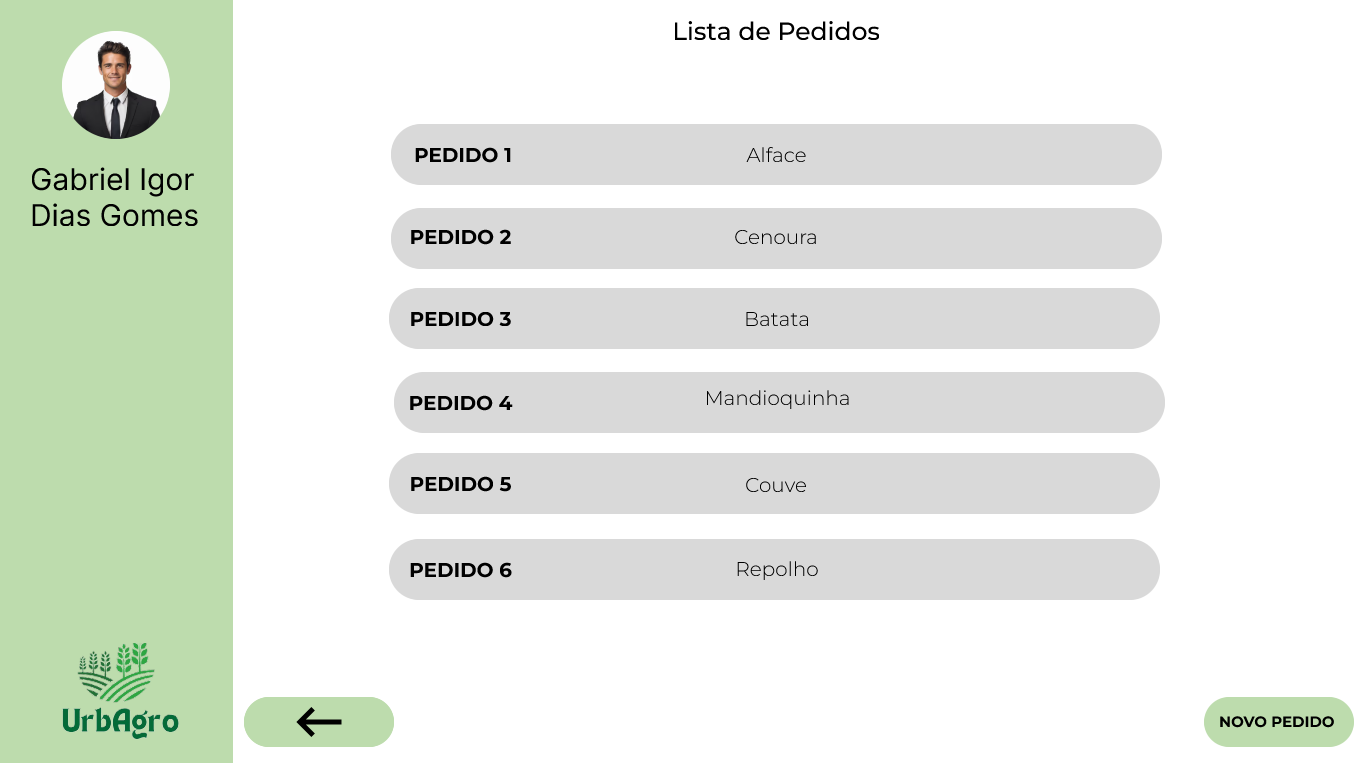 Lista de Pedidos
Gabriel Igor
Dias Gomes
PEDIDO 1 Alface
PEDIDO 2 Cenoura
PEDIDO 3 Batata
PEDIDO 4 Mandioquinha
PEDIDO 5 Couve
PEDIDO 6 Repolho
UrbAgro
NOVO PEDIDO